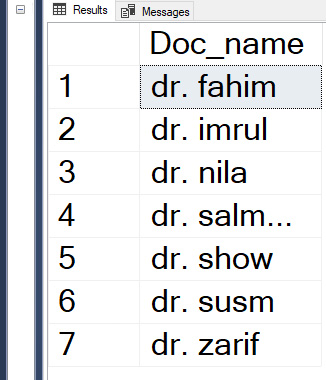 Results Messages
Doc_name
1 dr. fahim
2 dr. imrul
3 dr. nila
4 dr. salm...
5 dr. show
6 dr. susm
7 dr. zarif